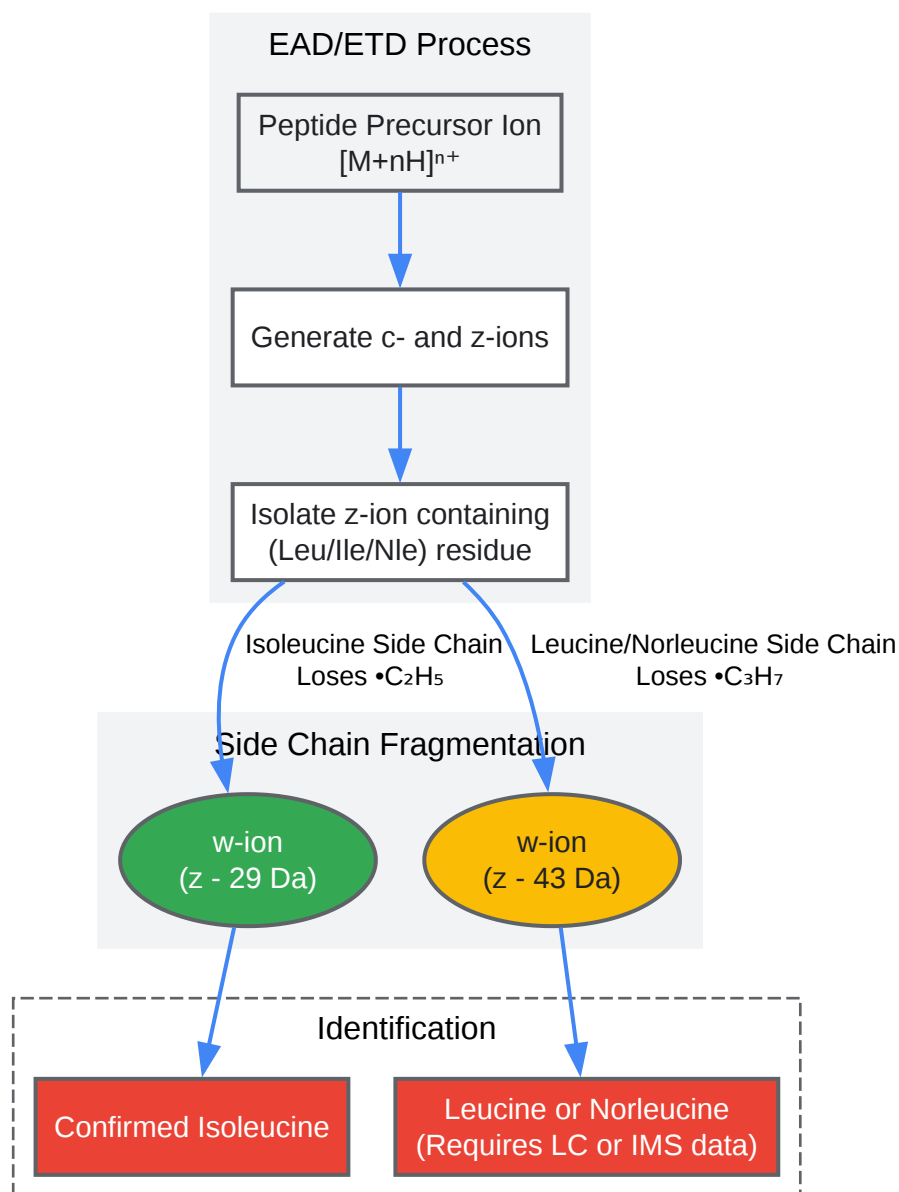 EAD/ETD Process
Peptide Precursor Ion
[M+nH]ⁿ⁺
Generate c- and z-ions
Isolate z-ion containing
(Leu/Ile/Nle) residue
Isoleucine Side Chain
Loses •C₂H₅
Leucine/Norleucine Side Chain
Loses •C₃H₇
Side Chain Fragmentation
w-ion
(z - 29 Da)
w-ion
(z - 43 Da)
Identification
Confirmed Isoleucine
Leucine or Norleucine
(Requires LC or IMS data)